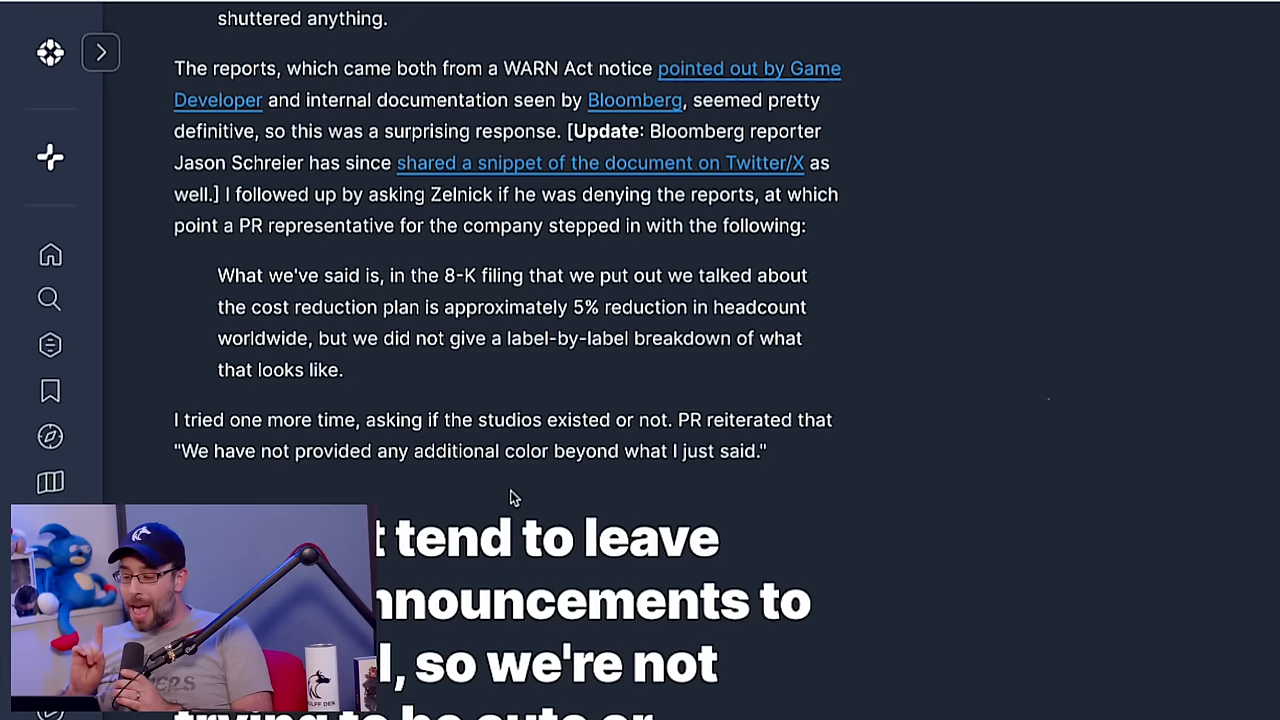 shuttered anything.
The reports, which came both from a WARN Act notice pointed out by Game
Developer and internal documentation seen by Bloomberg, seemed pretty
definitive, so this was a surprising response. [Update: Bloomberg reporter
Jason Schreier has since shared a snippet of the document on Twitter/X as
well.] I followed up by asking Zelnick if he was denying the reports, at which
point a PR representative for the company stepped in with the following:
What we've said is, in the 8-K filing that we put out we talked about
the cost reduction plan is approximately 5% reduction in headcount
worldwide, but we did not give a label-by-label breakdown of what
that looks like.
I tried one more time, asking if the studios existed or not. PR reiterated that
"We have not provided any additional color beyond what I just said."
t tend to leave
nnouncements to
l, so we're not
trying to be cute or